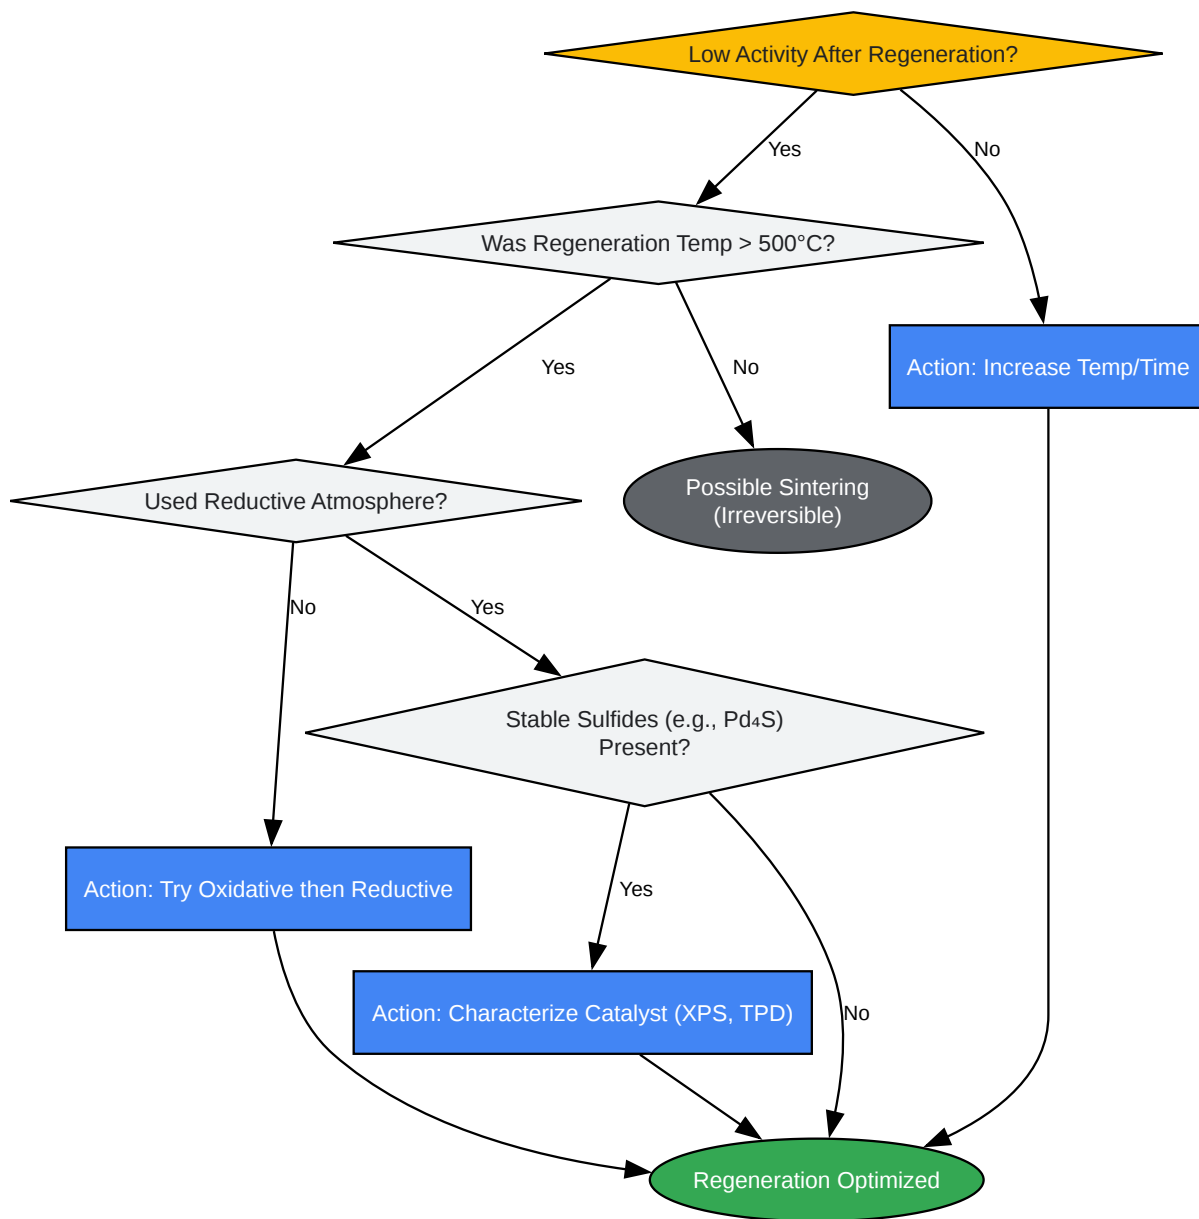 Low Activity After Regeneration?
Yes
No
Was Regeneration Temp > 500°C?
Yes
No
Action: Increase Temp/Time
Used Reductive Atmosphere?
Possible Sintering
(Irreversible)
No
Yes
Stable Sulfides (e.g., Pd₄S)
Present?
Action: Try Oxidative then Reductive
Yes
Action: Characterize Catalyst (XPS, TPD)
No
Regeneration Optimized